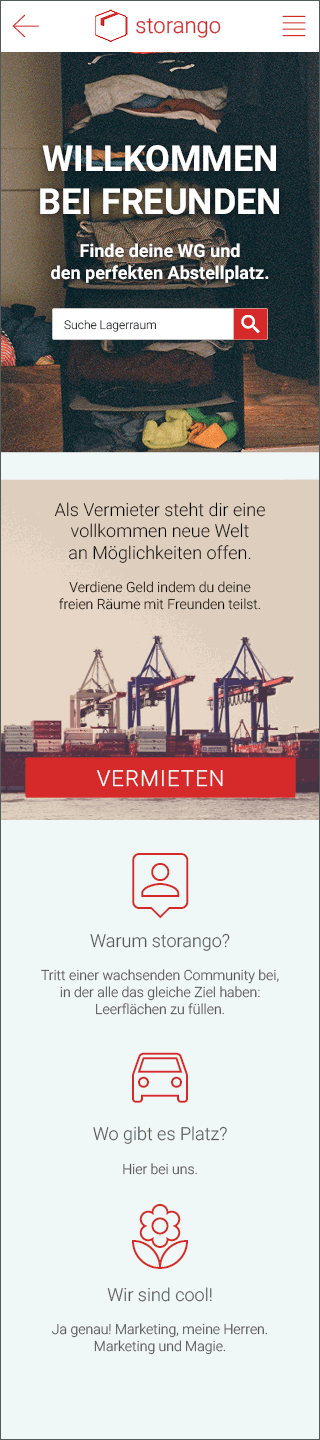 storango
WILLKOMMEN
BEI FREUNDEN
Finde deine WG und
den perfekten Abstellplatz.
Suche Lagerraum
Als Vermieter steht dir eine
vollkommen neue Welt
an Möglichkeiten offen.
Verdiene Geld indem du deine
freien Räume mit Freunden teilst.
VERMIETEN
Warum storango?
Tritt einer wachsenden Community bei,
in der alle das gleiche Ziel haben:
Leerflächen zu füllen.
Wo gibt es Platz?
Hier bei uns.
Wir sind cool!
Ja genau! Marketing, meine Herren.
Marketing und Magie.